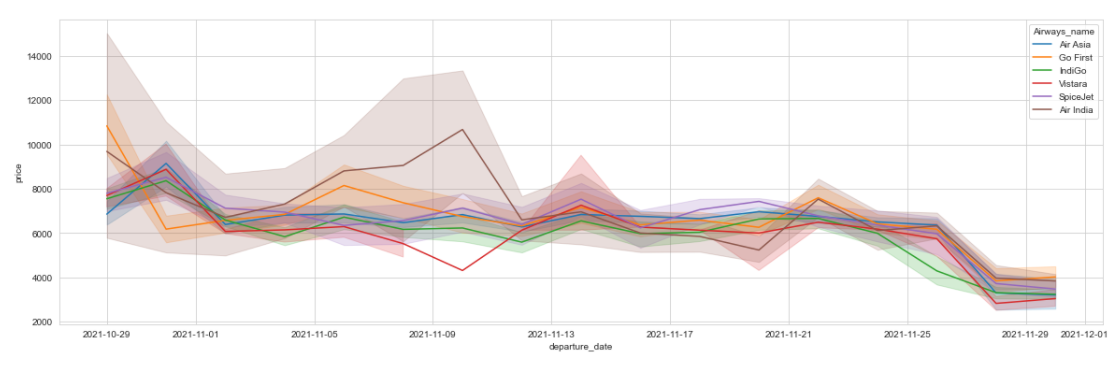 Airways_name
Air Asia
Go First
IndiGo
Vistara
SpiceJet
Air India
price
14000
12000
10000
8000
6000
4000
2000
2021-10-29 2021-11-01 2021-11-05 2021-11-09 2021-11-13 2021-11-17 2021-11-21 2021-11-25 2021-11-29 2021-12-01
departure_date